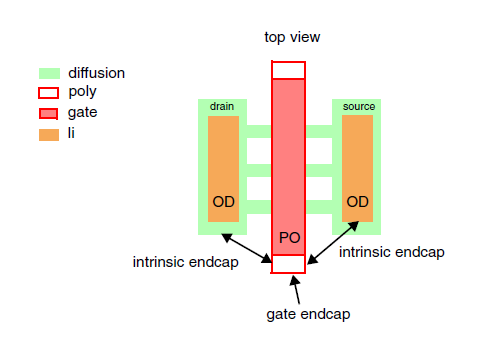 top view
diffusion
poly
gate
li
drain
source
OD
OD
PO
intrinsic endcap
intrinsic endcap
gate endcap